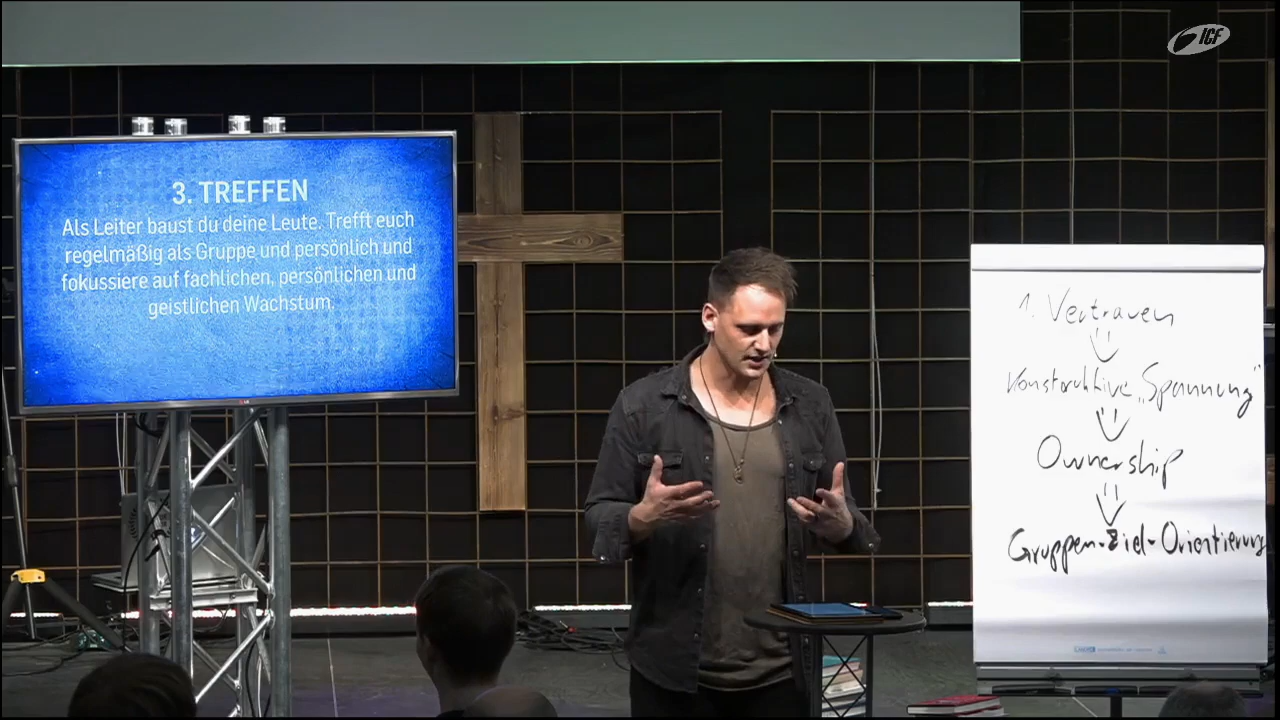 ICF
3. TREFFEN
Als Leiter baust du deine Leute. Trefft euch
regelmäßig als Gruppe und persönlich und
fokussiere auf fachlichen, persönlichen und
geistlichen Wachstum.
1. Vertrauen
Konstruktive „Spannung"
Ownership
Gruppen-Ziel-Orientierung